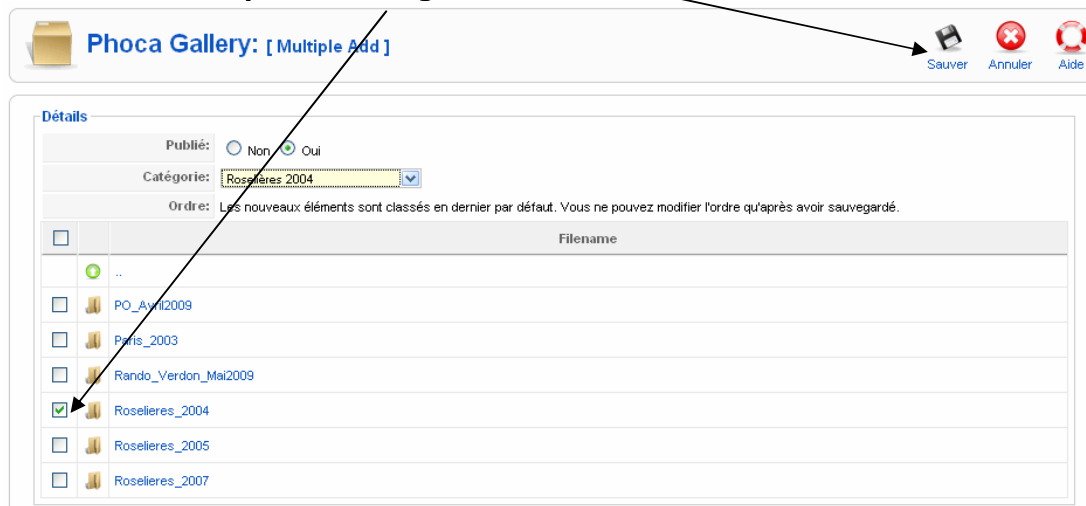 Phoca Gallery: [ Multiple Add ]
Sauver Annuler Aide
Détails
Publié: Non Oui
Catégorie: Roselières 2004
Ordre: Les nouveaux éléments sont classés en dernier par défaut. Vous ne pouvez modifier l'ordre qu'après avoir sauvegardé.
Filename
..
PO_Avril2009
Paris_2003
Rando_Verdon_Mai2009
Roselieres_2004
Roselieres_2005
Roselieres_2007